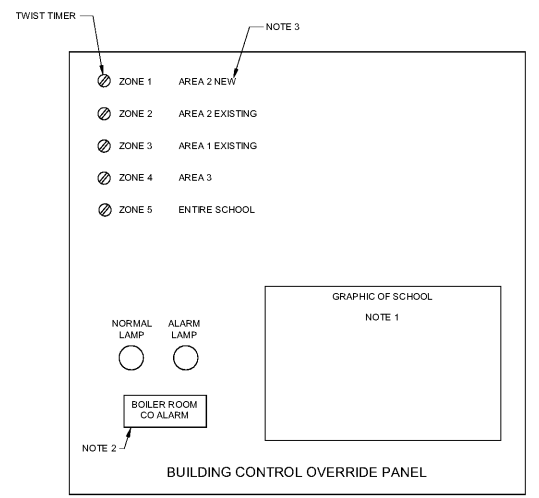 TWIST TIMER
NOTE 3
ZONE 1 AREA 2 NEW
ZONE 2 AREA 2 EXISTING
ZONE 3 AREA 1 EXISTING
ZONE 4 AREA 3
ZONE 5 ENTIRE SCHOOL
GRAPHIC OF SCHOOL
NOTE 1
NORMAL
LAMP
ALARM
LAMP
BOILER ROOM
CO ALARM
NOTE 2
BUILDING CONTROL OVERRIDE PANEL